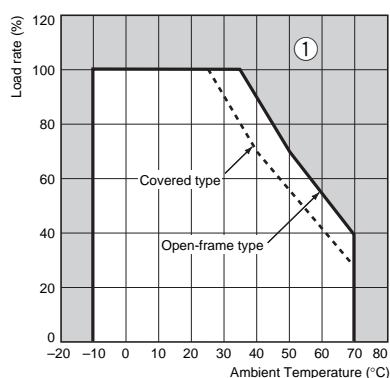 Load rate (%)
120
100
80
60
40
20
0
①
Covered type
Open-frame type
−20 −10 0 10 20 30 40 50 60 70 80
Ambient Temperature (°C)